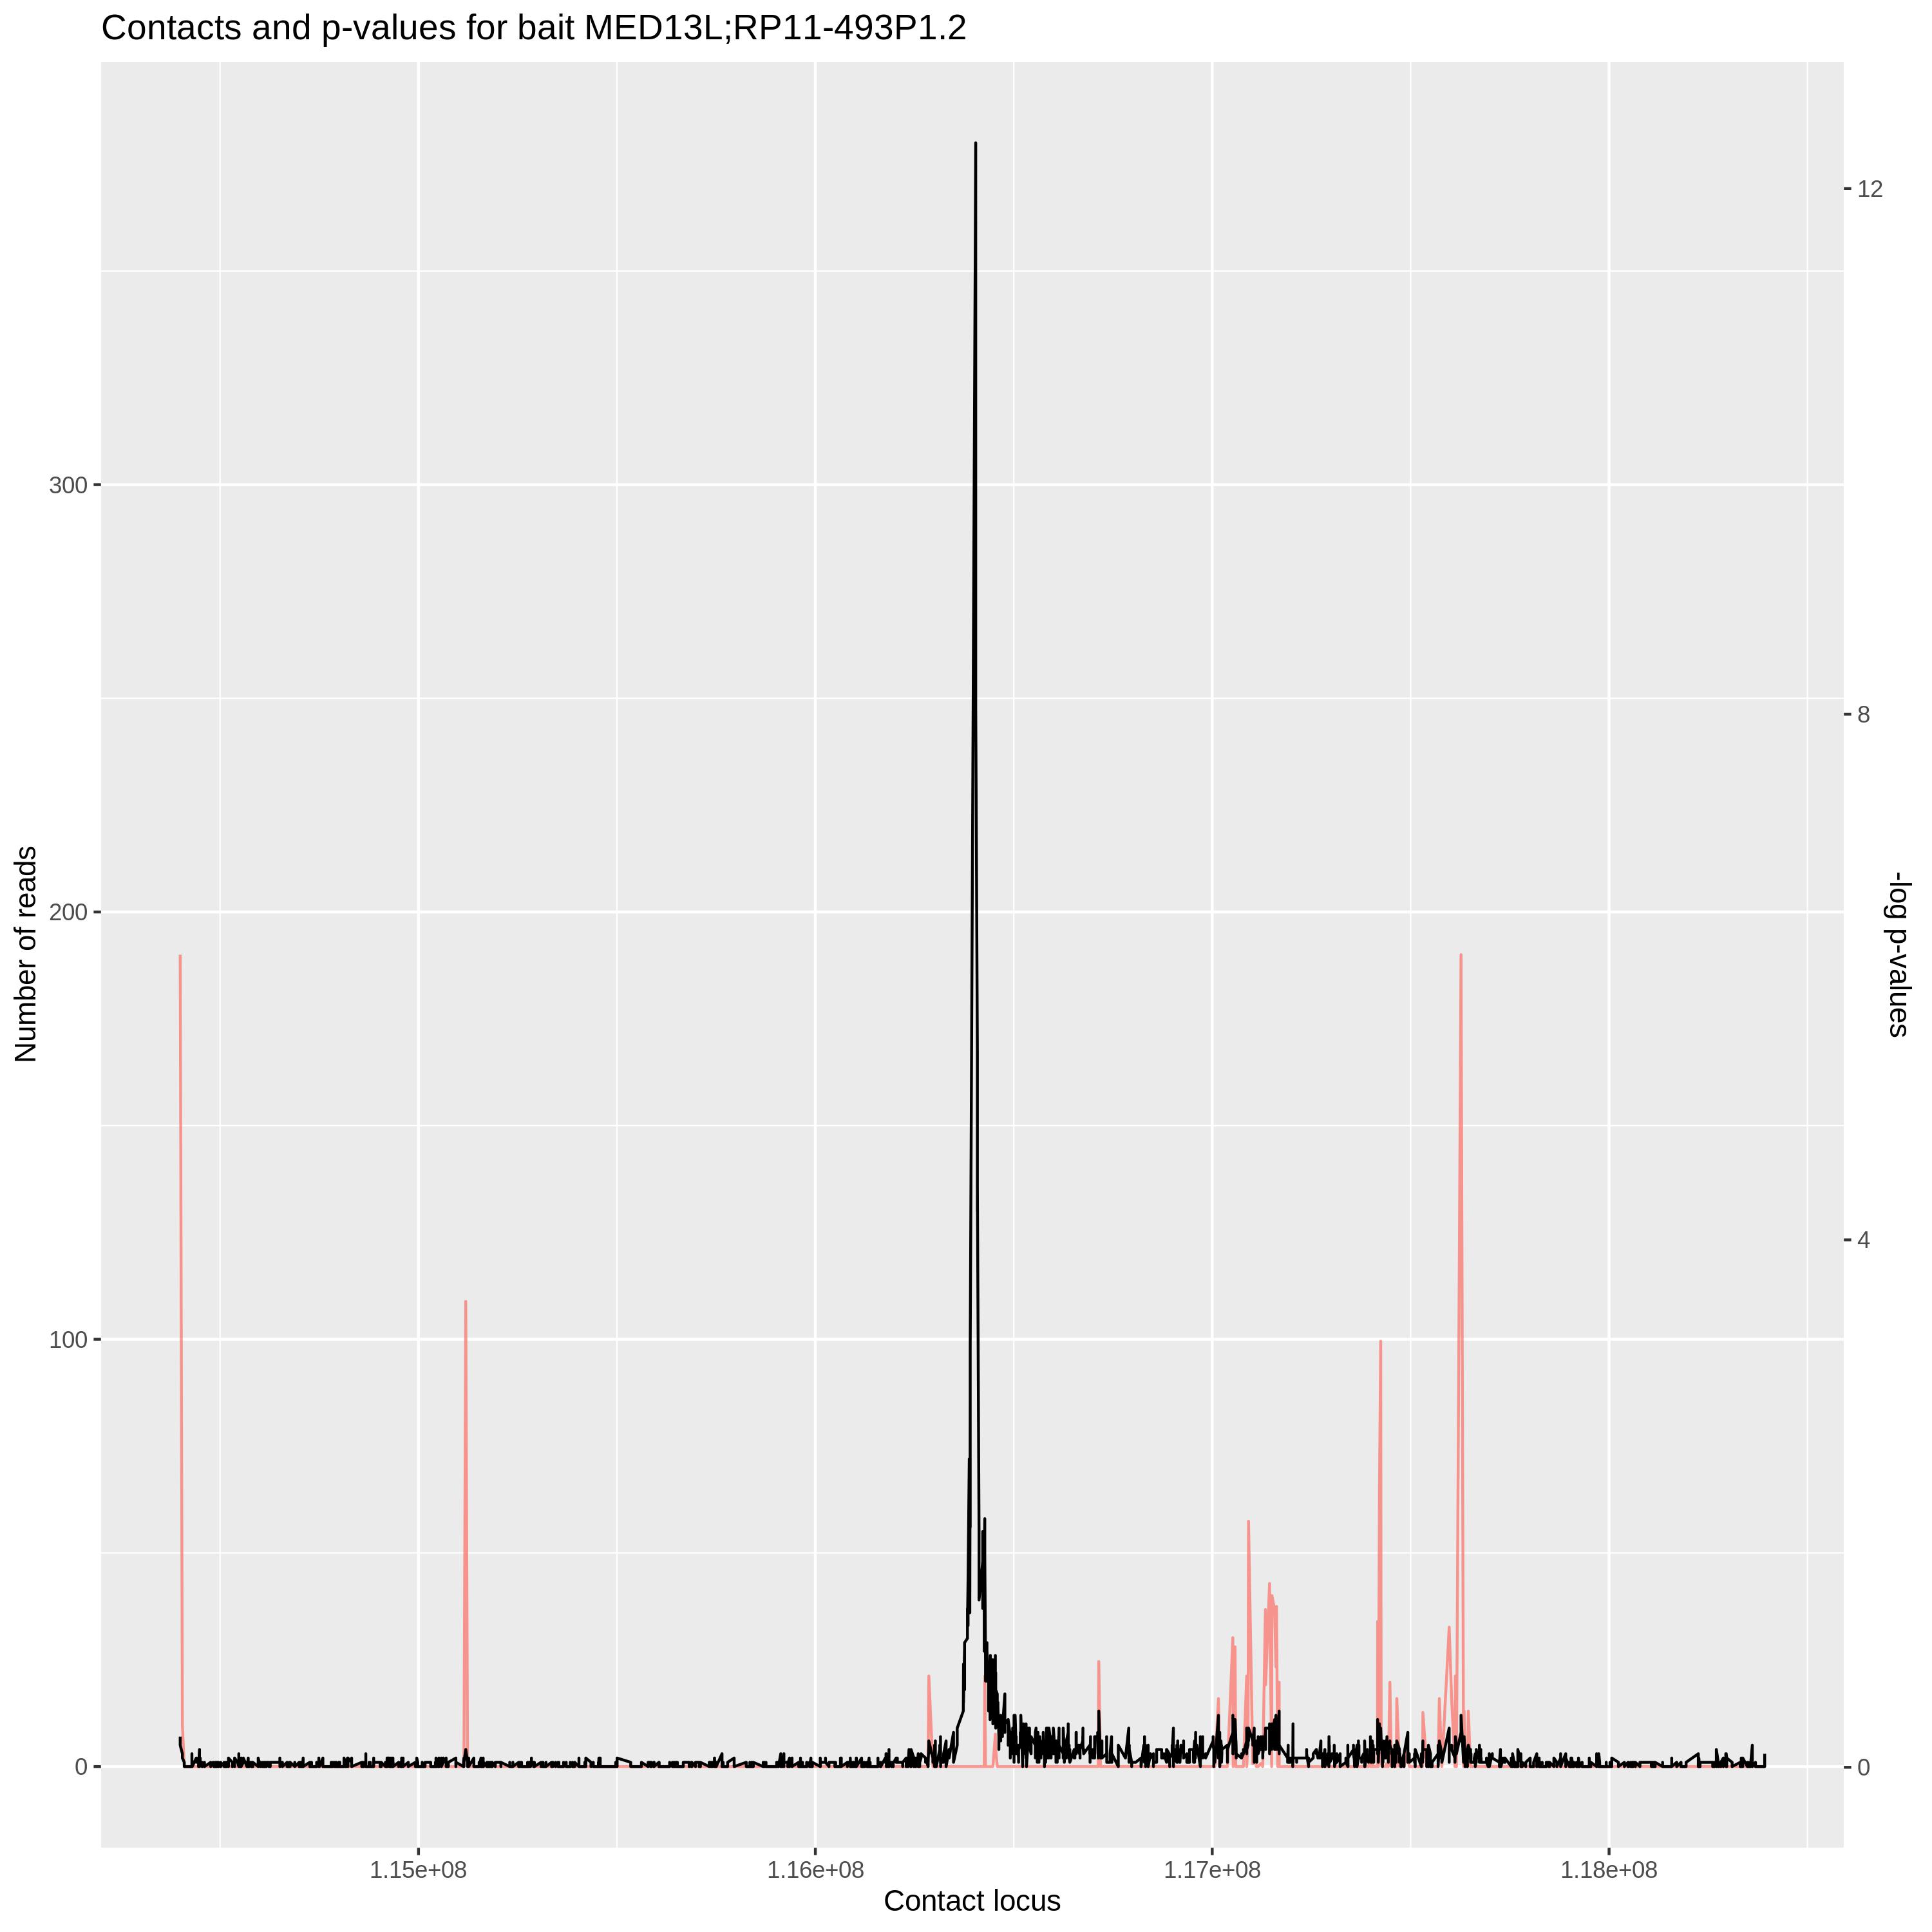 Contacts and p-values for bait MED13L;RP11-493P1.2
Number of reads
300
200
100
0
12
8
4
0
-log p-values
1.15e+08 1.16e+08 1.17e+08 1.18e+08
Contact locus